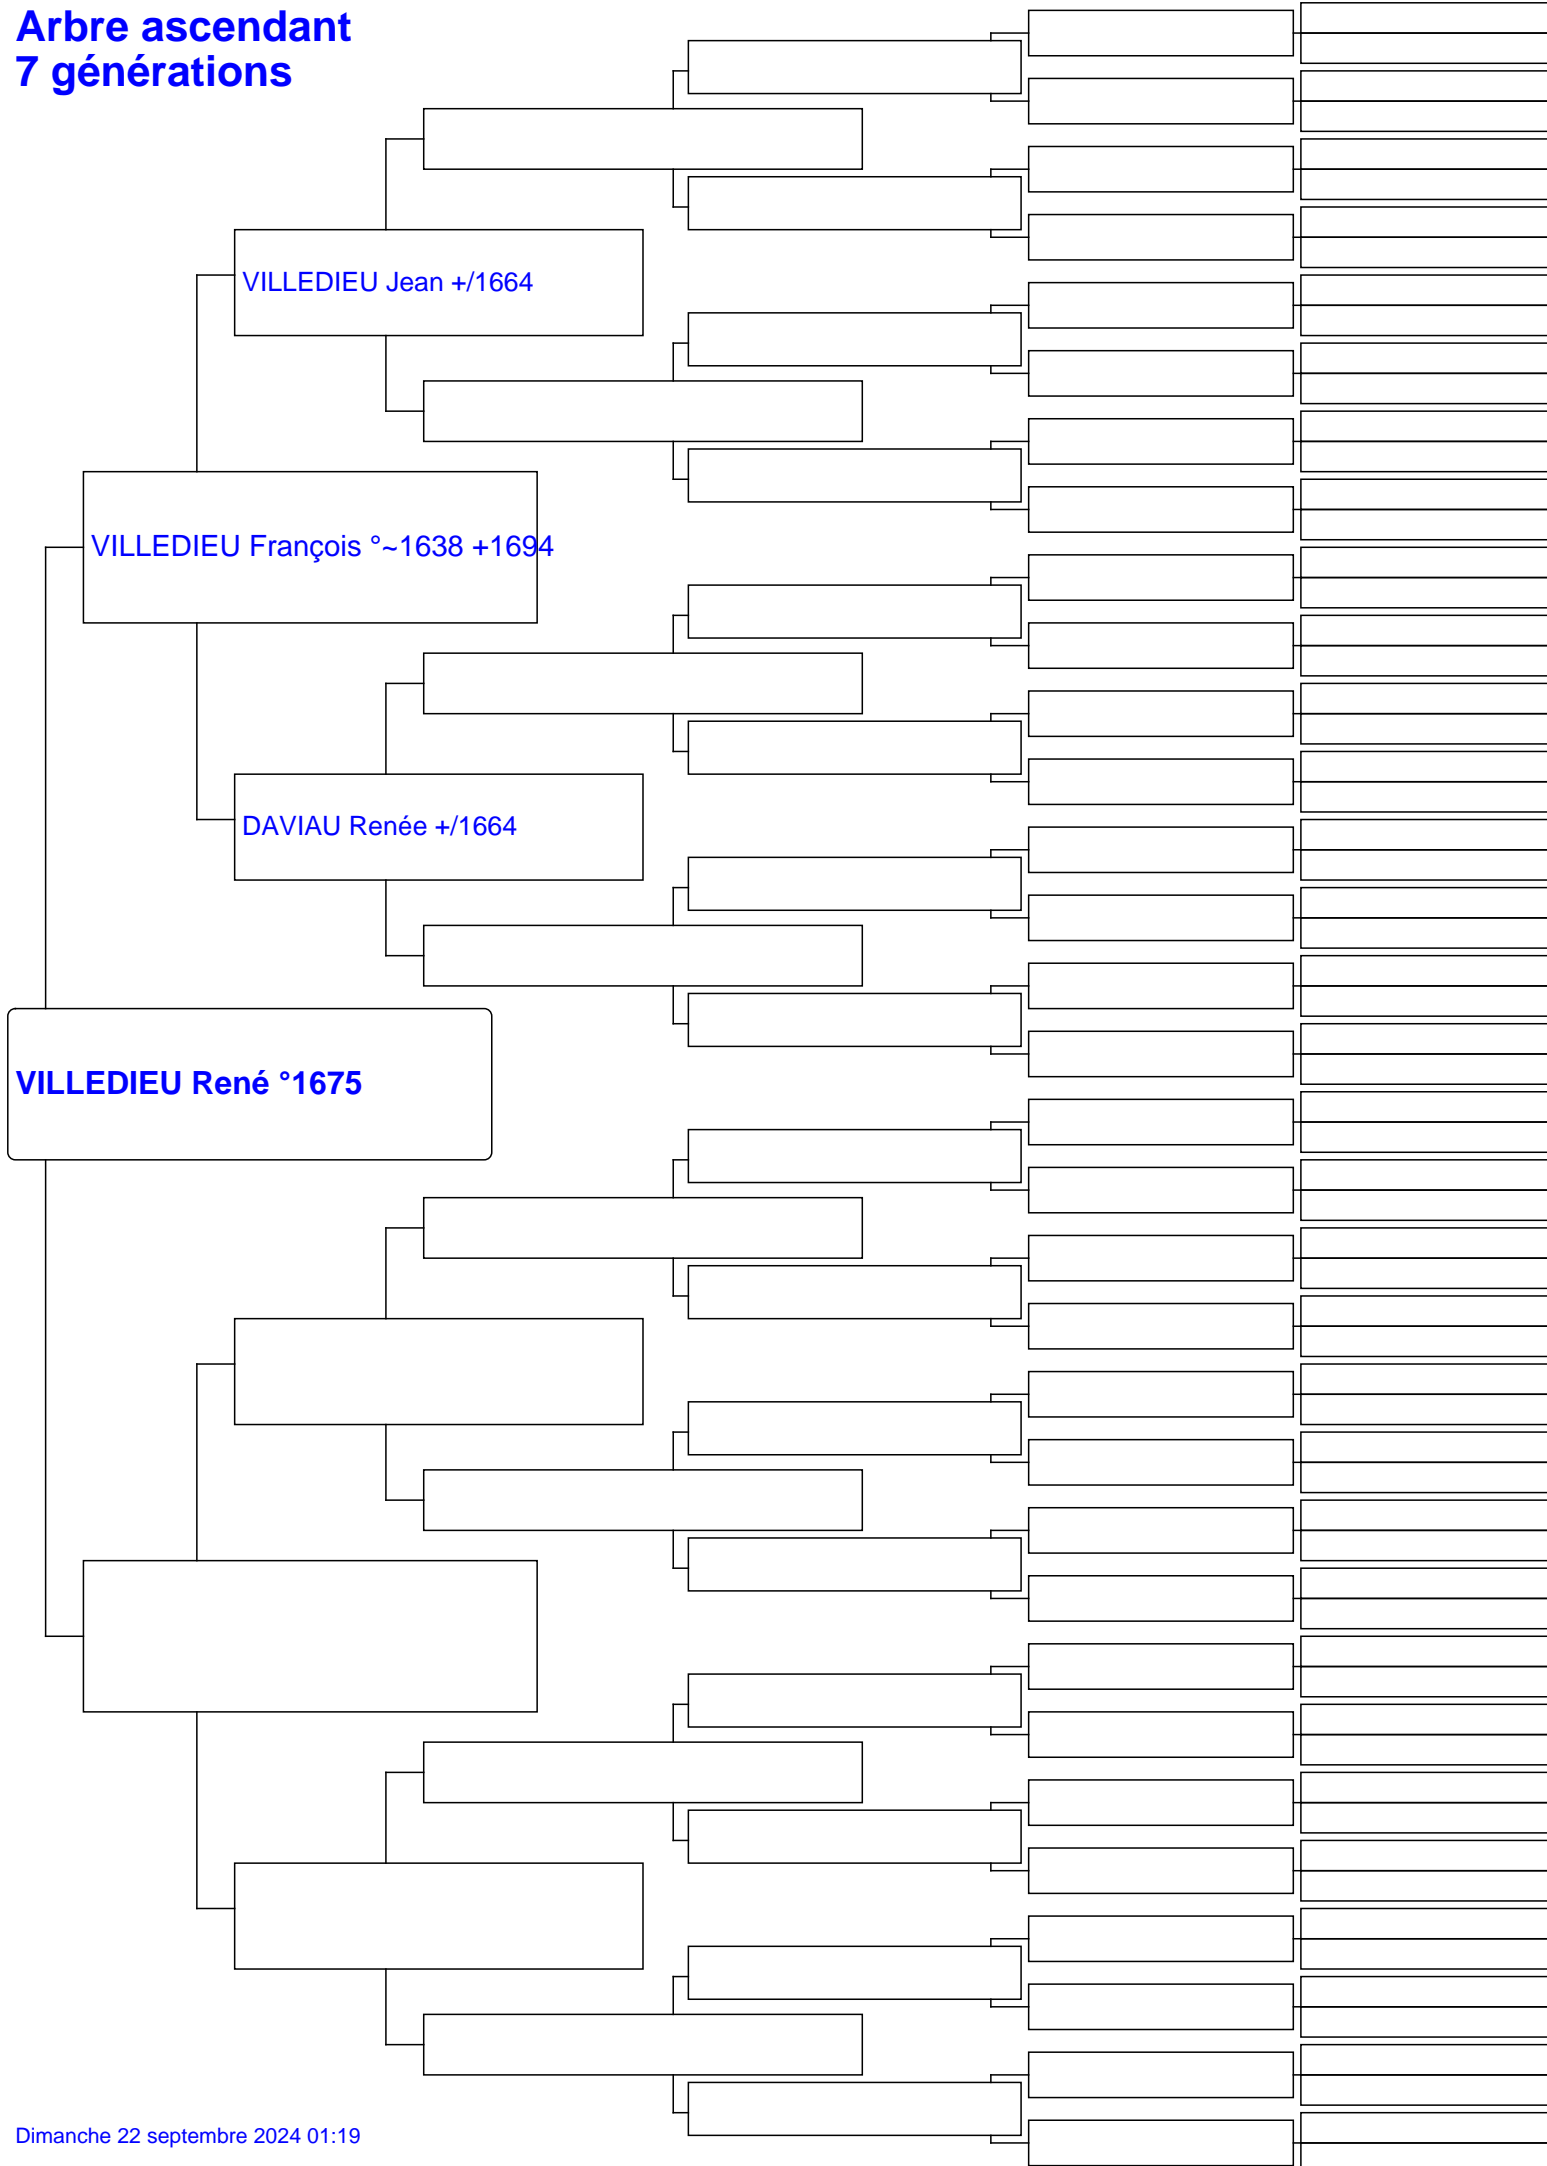 Arbre ascendant
7 générations
VILLEDIEU Jean +/1664
VILLEDIEU François °~1638 +1694
DAVIAU Renée +/1664
VILLEDIEU René °1675
Dimanche 22 septembre 2024 01:19